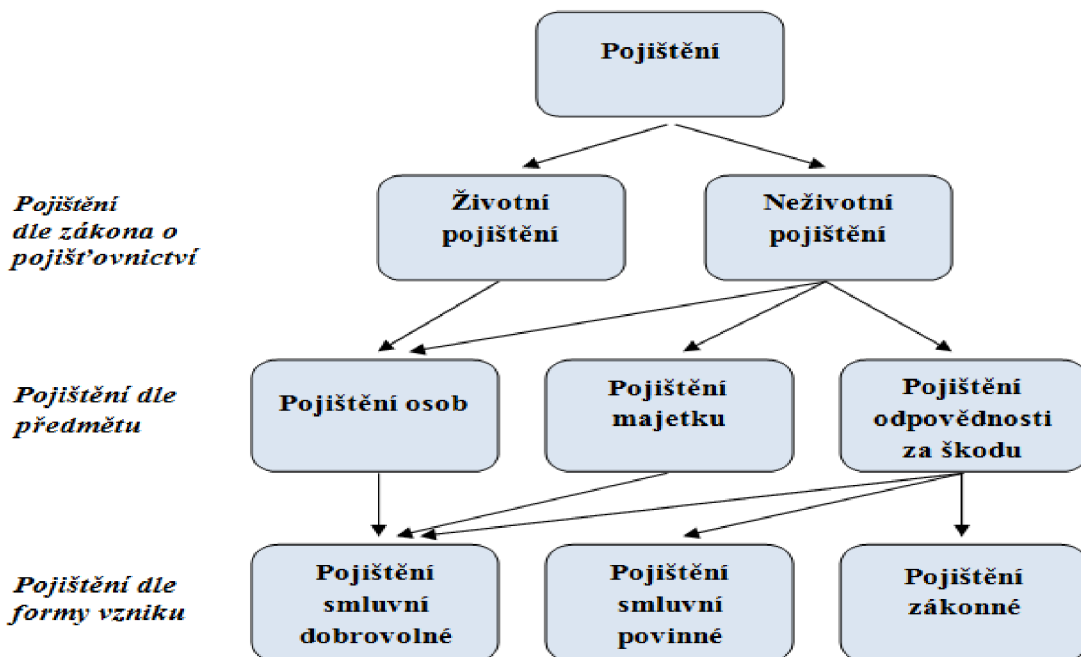 Pojištění
Pojištění
dle zákona o
pojišťovnictví
Životní
pojištění
Neživotní
pojištění
Pojištění dle
předmětu
Pojištění osob
Pojištění
majetku
Pojištění
odpovědnosti
za škodu
Pojištění dle
formy vzniku
Pojištění
smluvní
dobrovolné
Pojištění
smluvní
povinné
Pojištění
zákonné